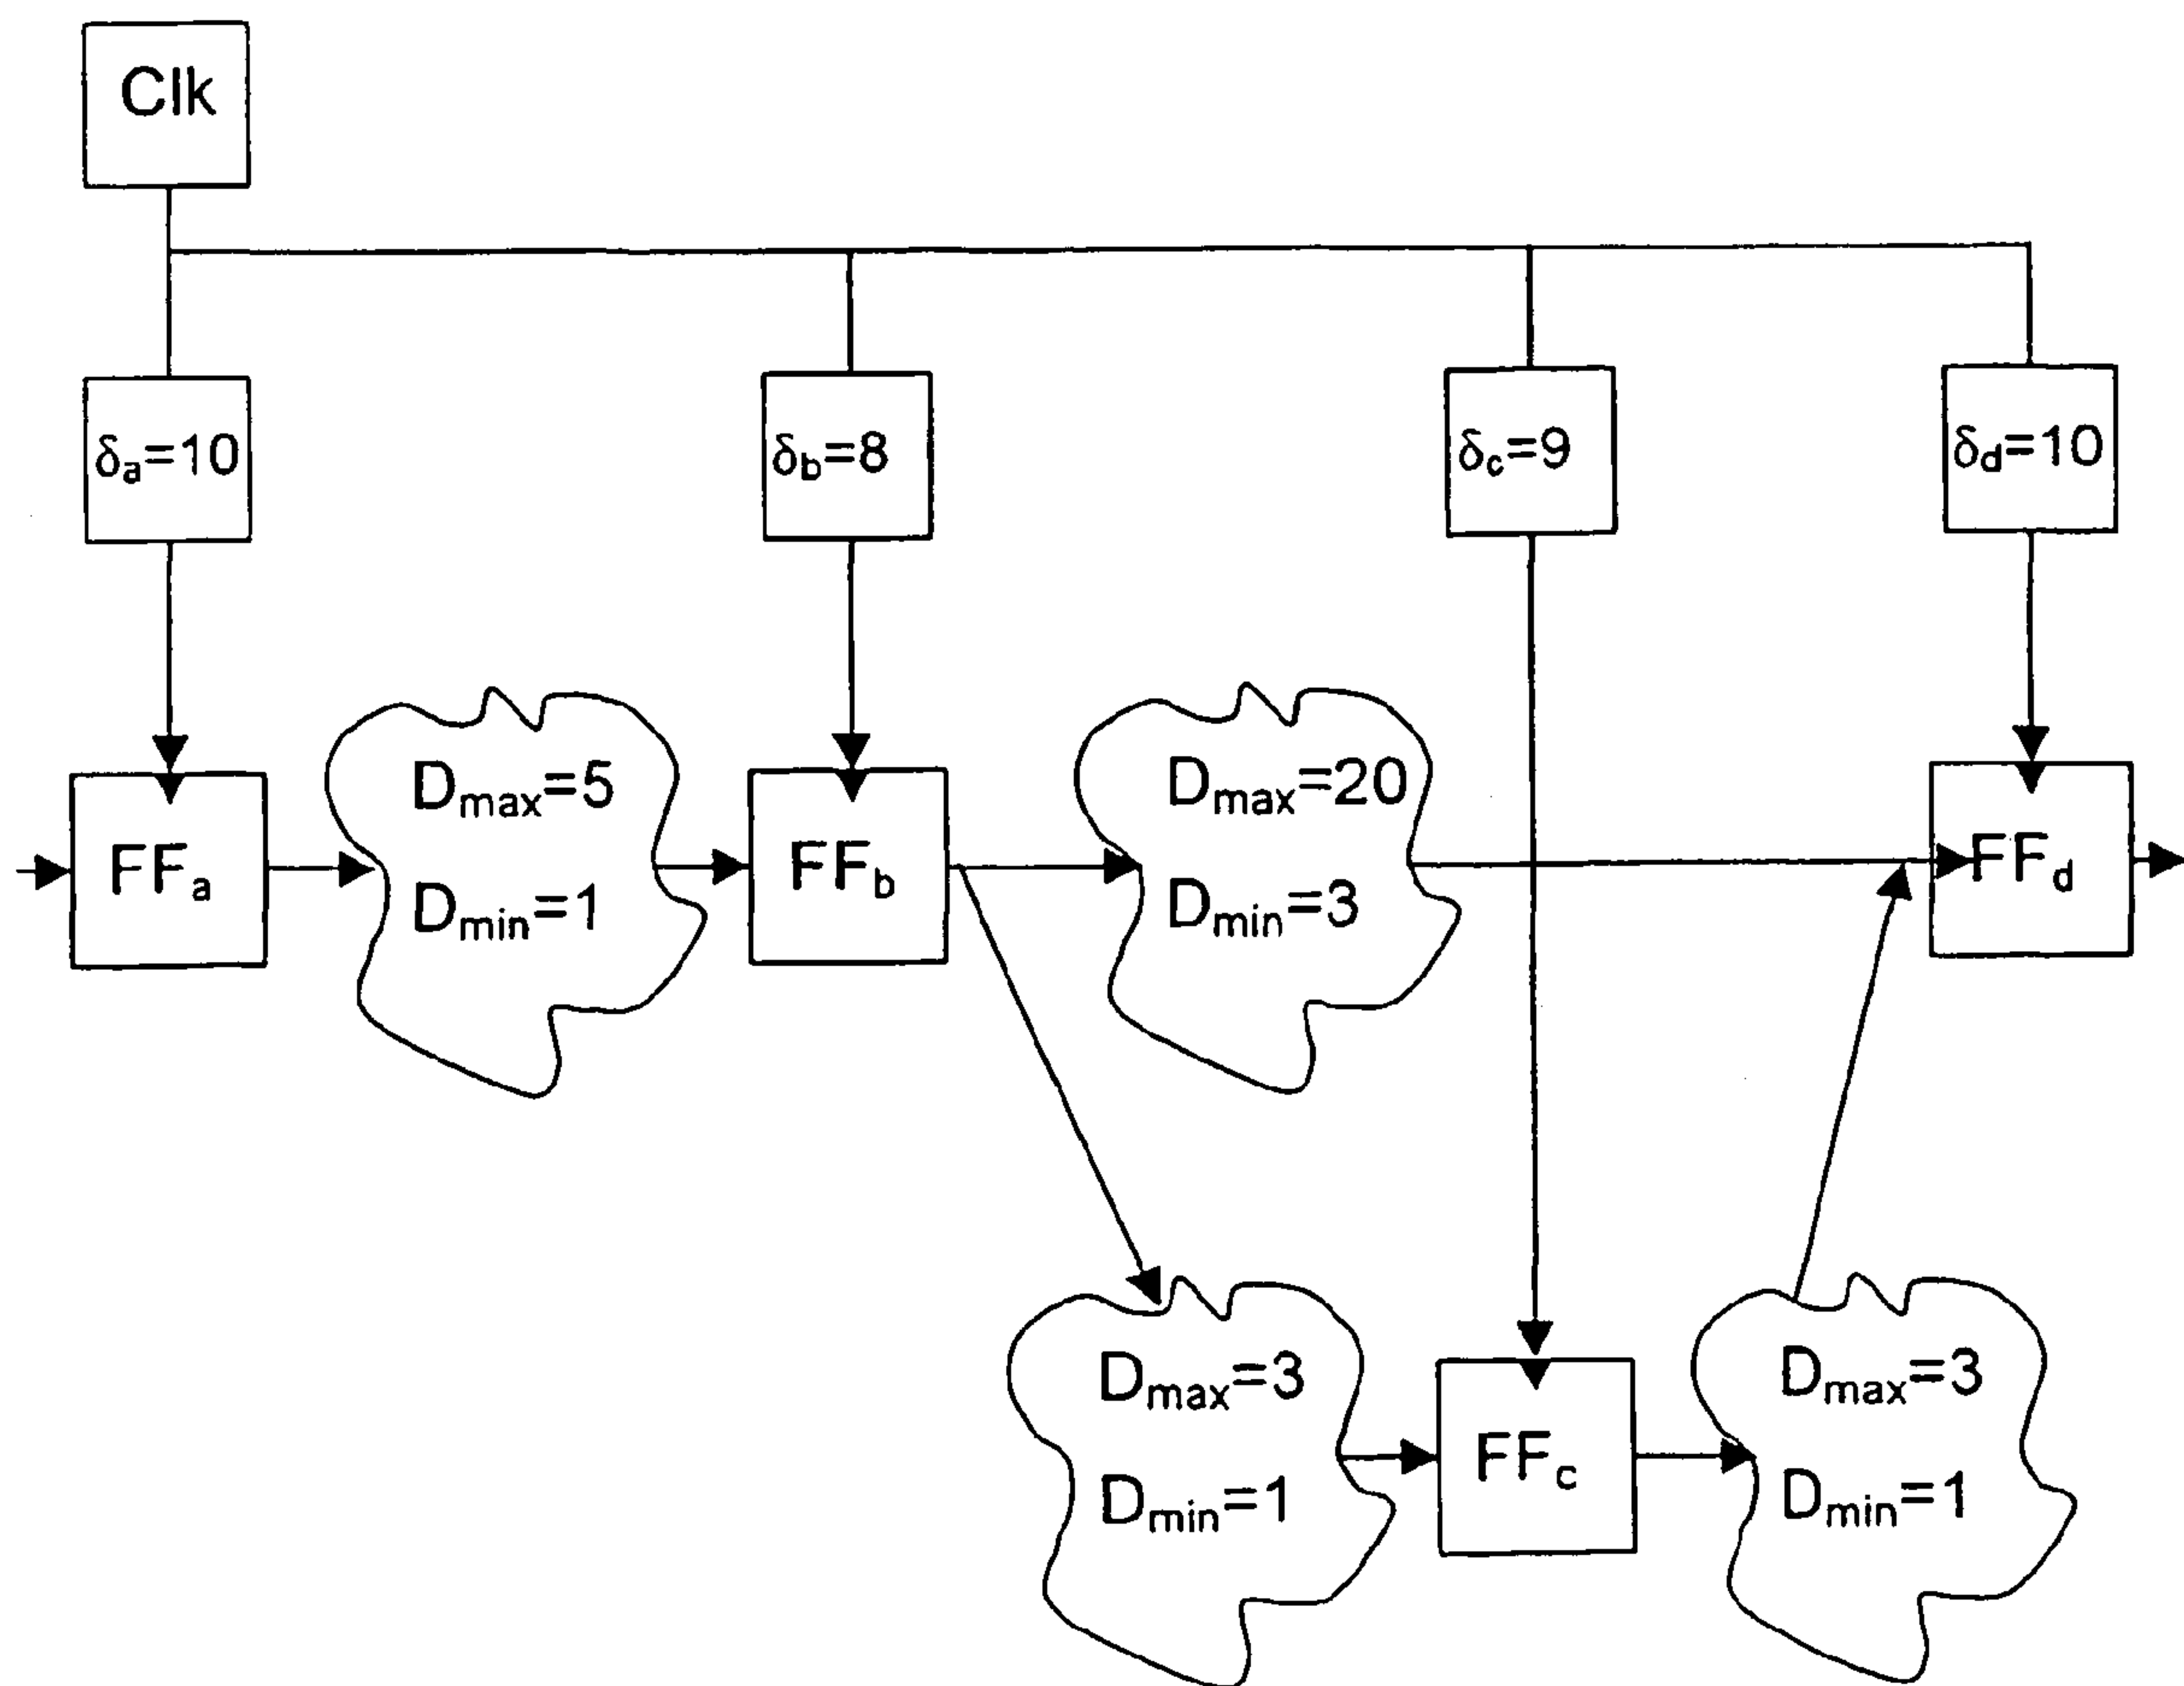 Clk
δa=10
δb=8
δc=9
δd=10
Dmax=5
Dmin=1
Dmax=20
Dmin=3
FFa
FFb
FFd
Dmax=3
Dmin=1
FFc
Dmax=3
Dmin=1